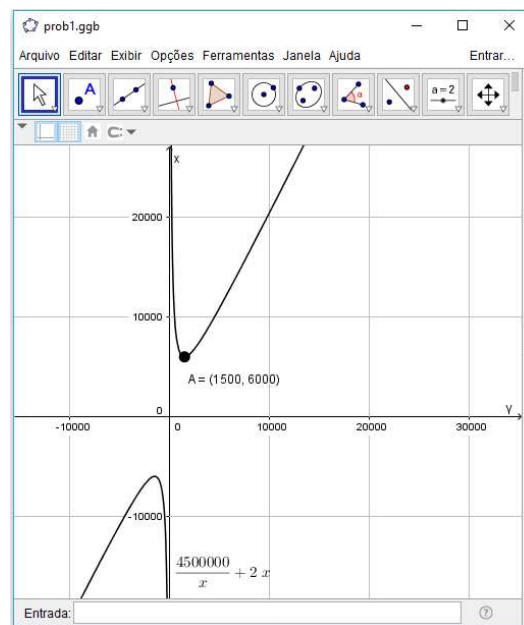 prob1.ggb
Arquivo Editar Exibir Opções Ferramentas Janela Ajuda Entrar...
A
α
a=2
x
20000
10000
A = (1500, 6000)
0
y
-10000 0 10000 20000 30000
-10000
4500000/x + 2 x
Entrada: